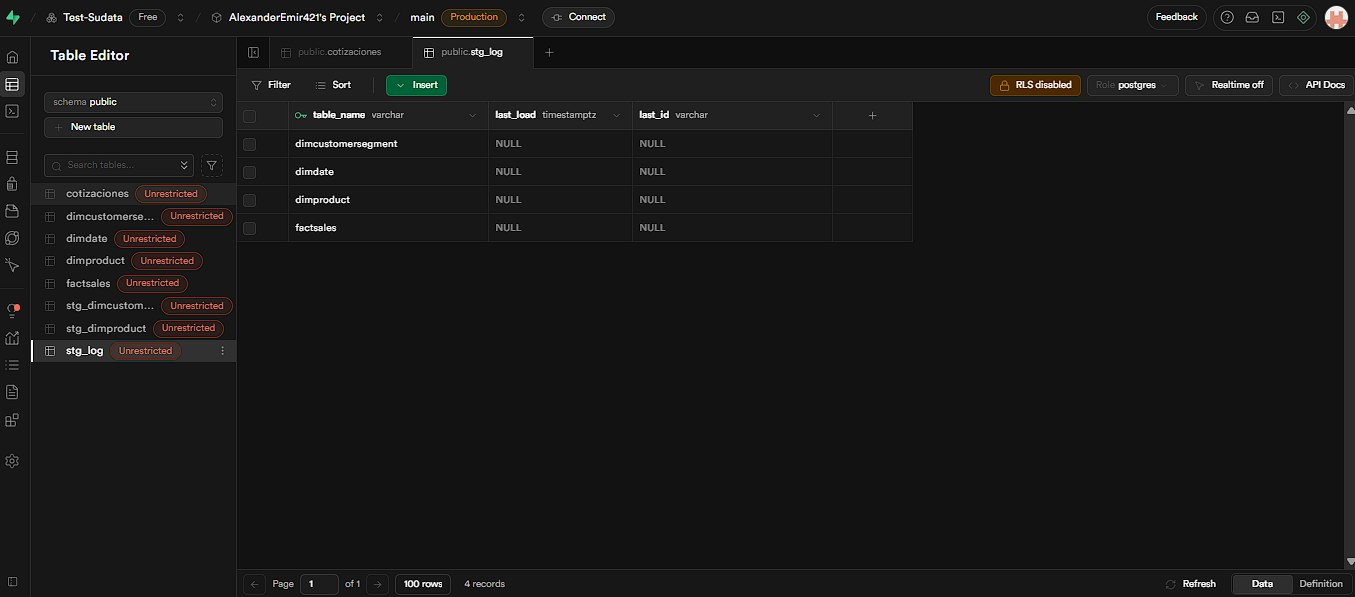 Test-Sudata Free AlexanderEmir421's Project main Production Connect Feedback
Table Editor
public.cotizaciones public.stg_log
Filter Sort Insert RLS disabled Role postgres Realtime off API Docs
schema public
New table
Search tables...
cotizaciones Unrestricted
dimcustomerse... Unrestricted
dimdate Unrestricted
dimproduct Unrestricted
factsales Unrestricted
stg_dimcustom... Unrestricted
stg_dimproduct Unrestricted
stg_log Unrestricted
table_name varchar last_load timestamptz last_id varchar
dimcustomersegment NULL NULL
dimdate NULL NULL
dimproduct NULL NULL
factsales NULL NULL
Page 1 of 1 100 rows 4 records Refresh Data Definition